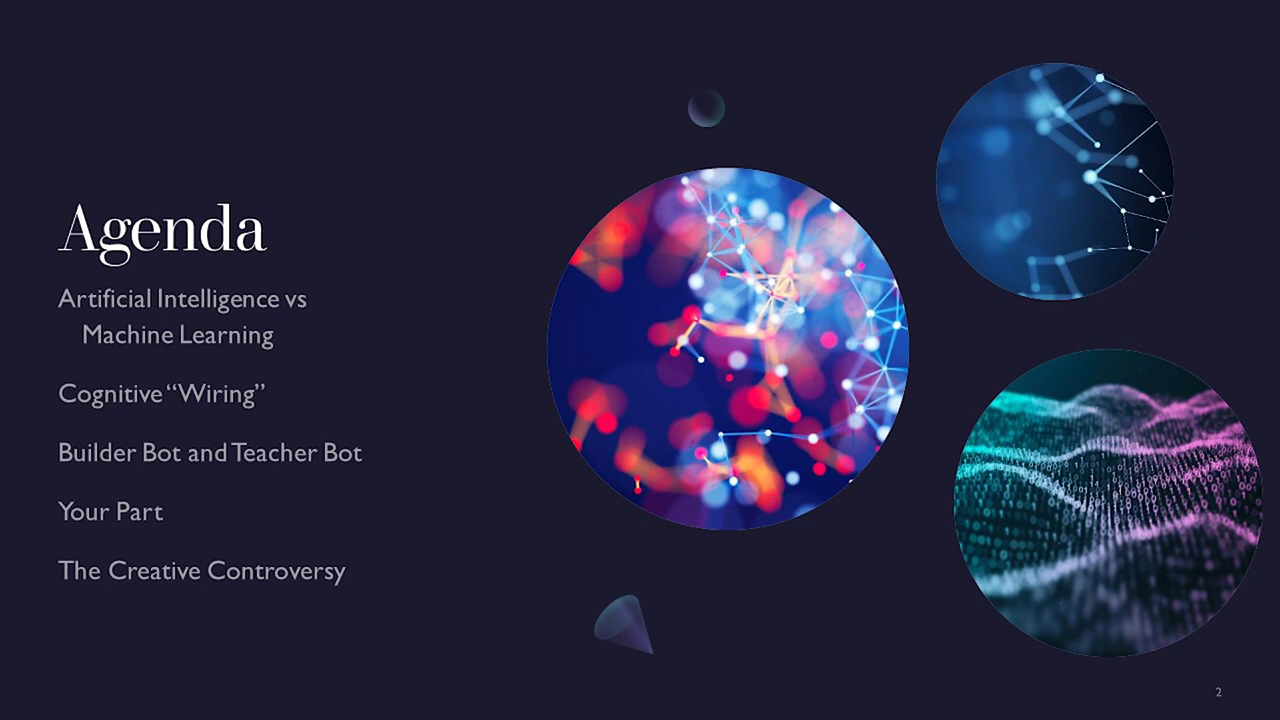 Agenda
Artificial Intelligence vs
Machine Learning
Cognitive “Wiring”
Builder Bot and Teacher Bot
Your Part
The Creative Controversy
2